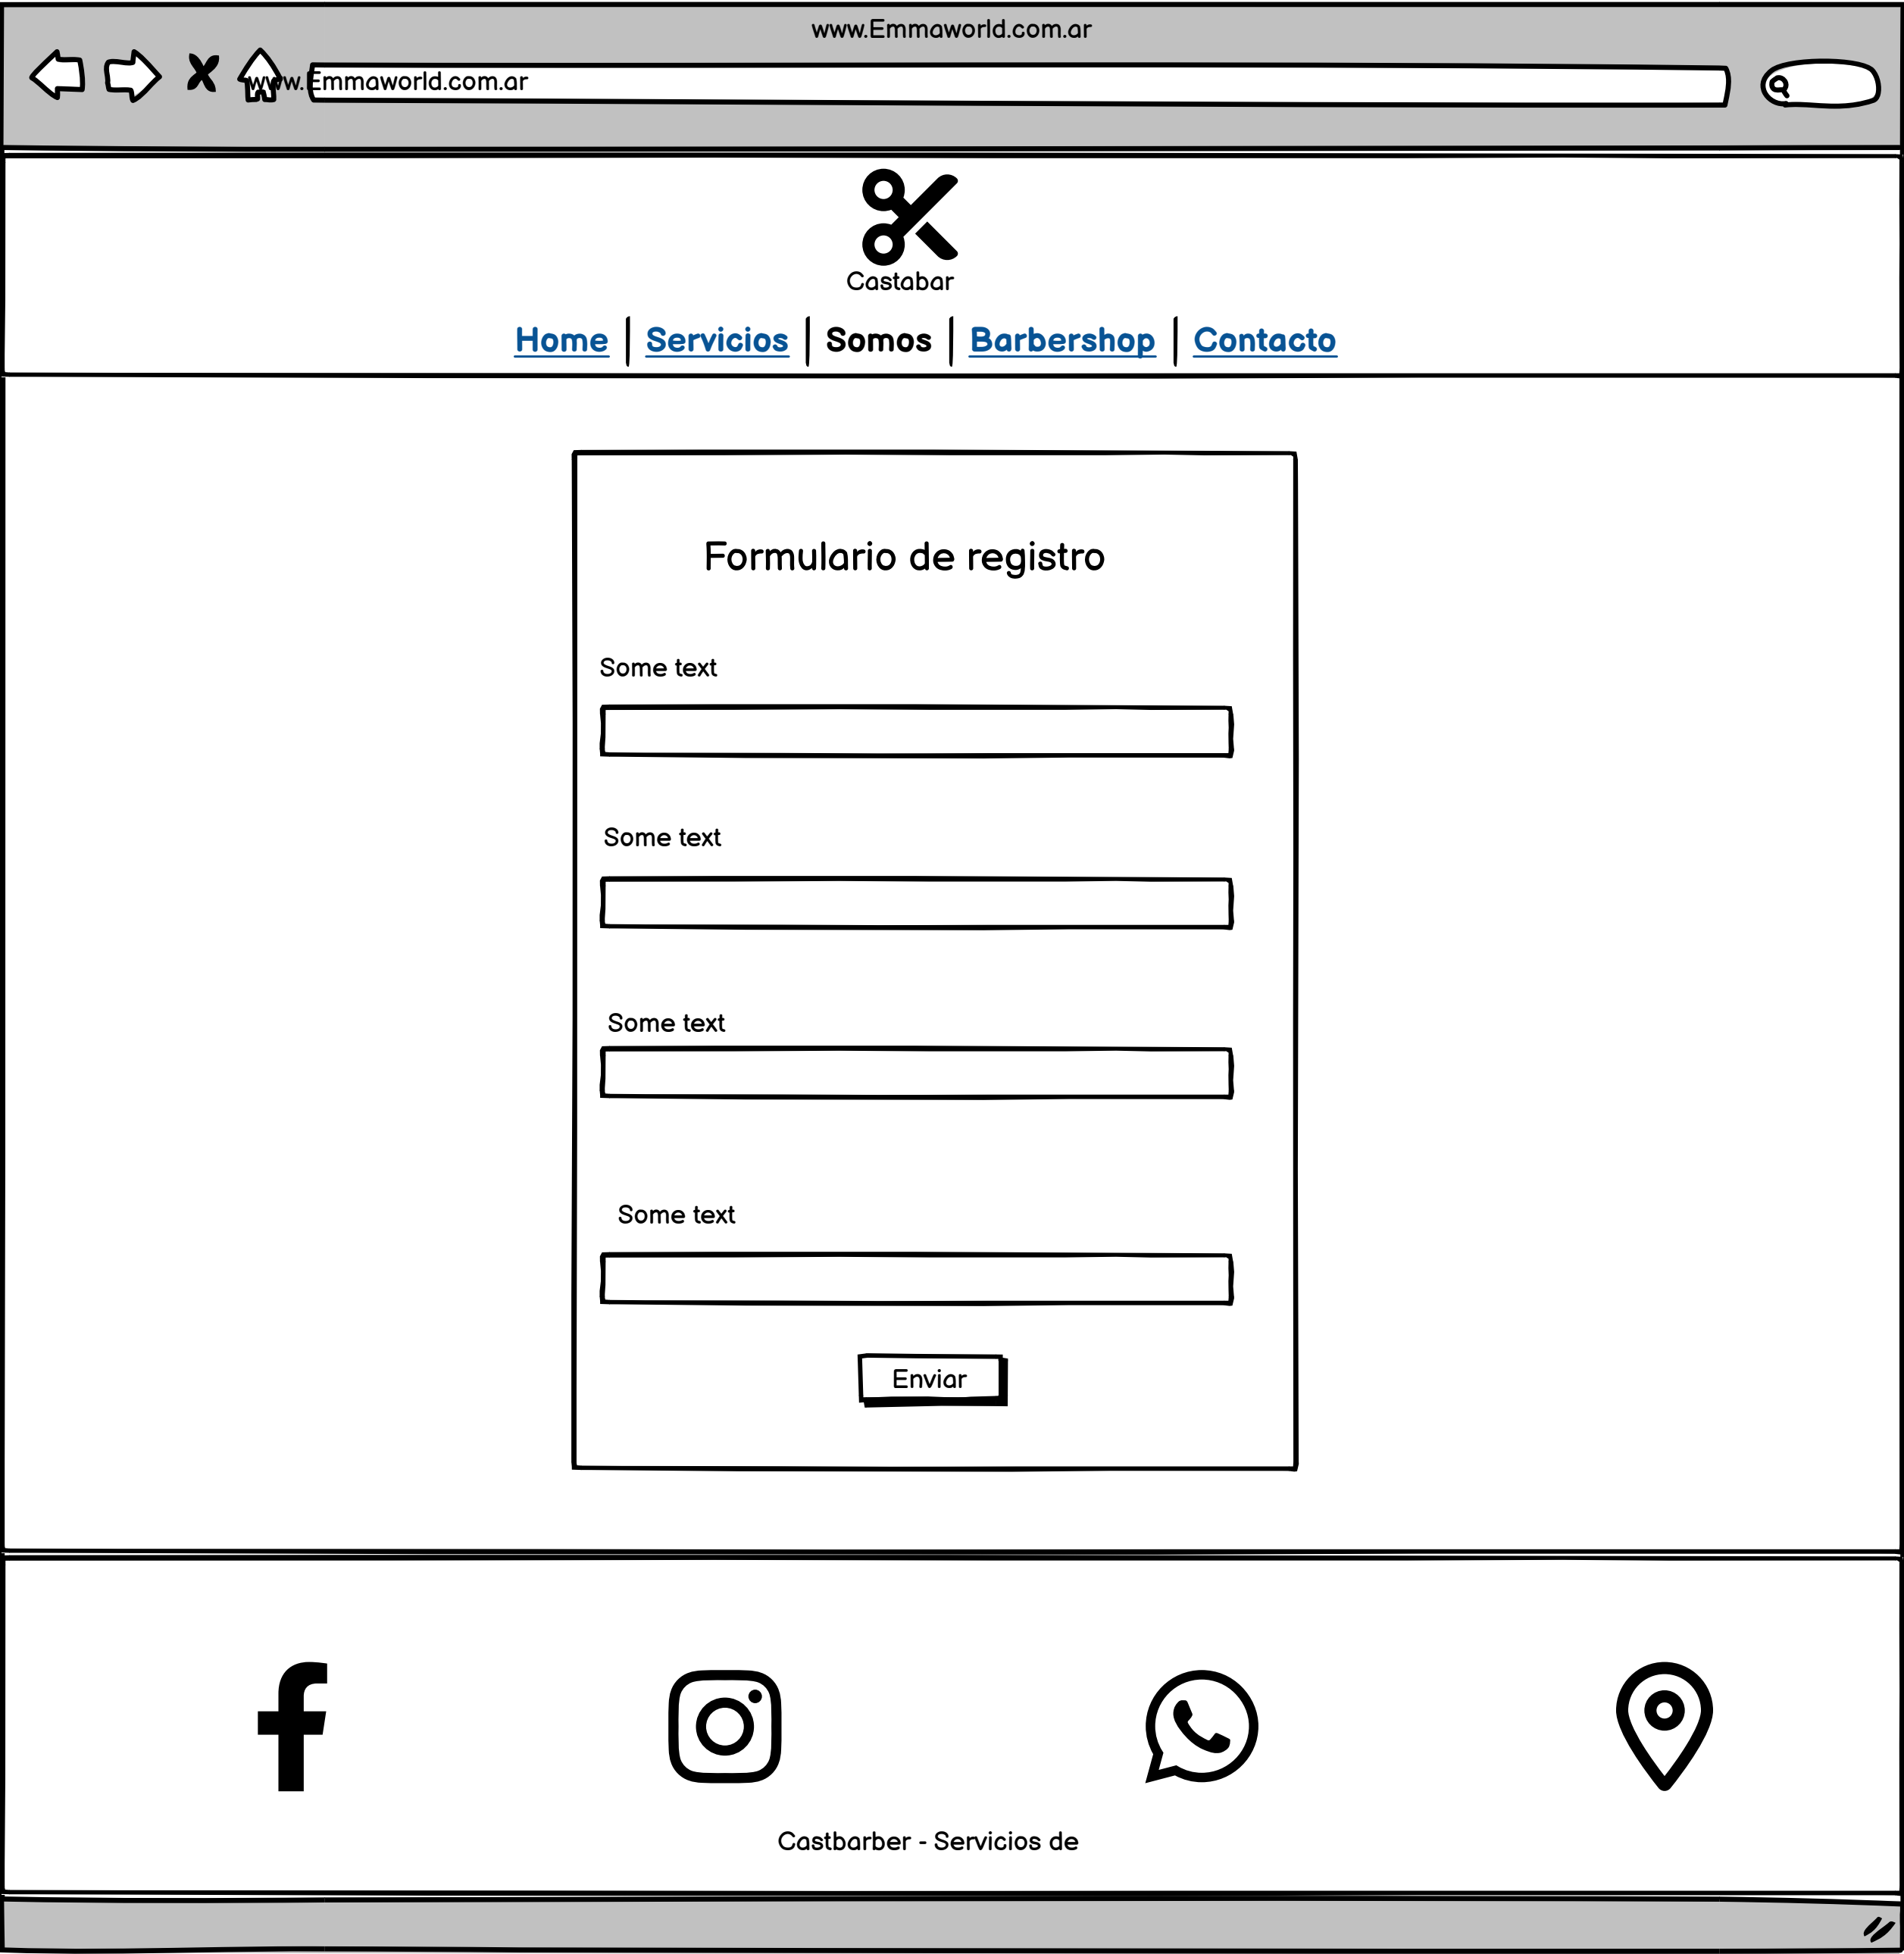 www.Emmaworld.com.ar
www.Emmaworld.com.ar
Castabar
Home Servicios Somos Barbershop Contacto
Formulario de registro
Some text
Some text
Some text
Some text
Enviar
Castbarber - Servicios de